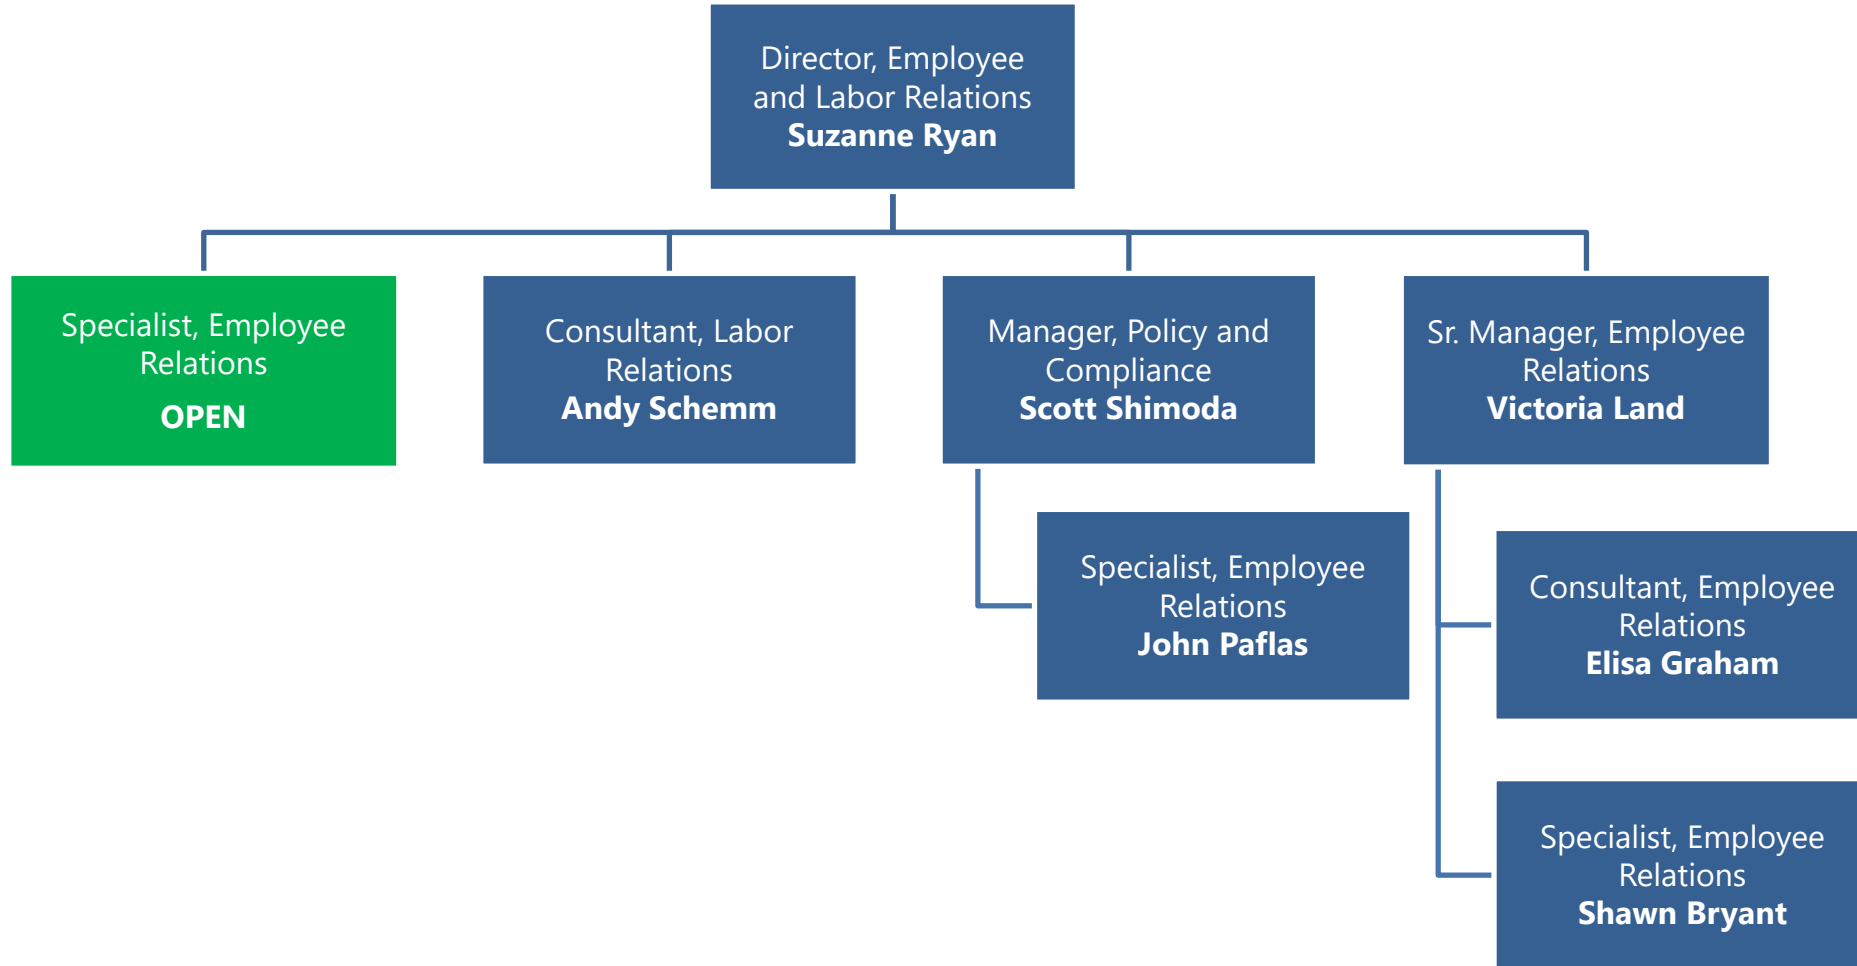 Director, Employee
and Labor Relations
Suzanne Ryan
Specialist, Employee
Relations
OPEN
Consultant, Labor
Relations
Andy Schemm
Manager, Policy and
Compliance
Scott Shimoda
Sr. Manager, Employee
Relations
Victoria Land
Specialist, Employee
Relations
John Paflas
Consultant, Employee
Relations
Elisa Graham
Specialist, Employee
Relations
Shawn Bryant